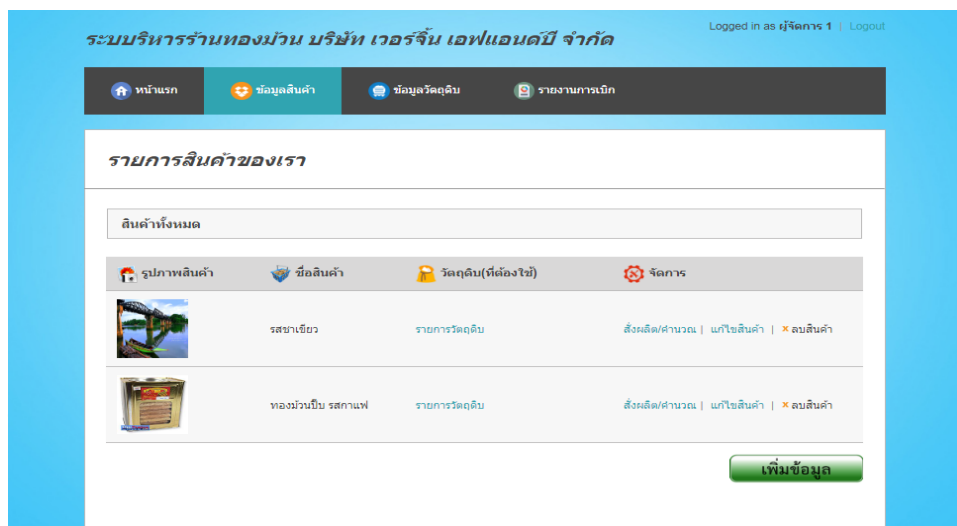 Logged in as ผู้จัดการ 1 | Logout
ระบบริหารร้านทองม้วน บริษัท เวอร์จิ้น เอฟแอนด์บี จำกัด
หน้าแรก ข้อมูลสินค้า ข้อมูลวัตถุดิบ รายงานการเบิก
รายการสินค้าของเรา
สินค้าทั้งหมด
รูปภาพสินค้า ชื่อสินค้า วัตถุดิบ(ที่ต้องใช้) จัดการ
รสชาเขียว รายการวัตถุดิบ สั่งผลิต/คำนวณ | แก้ไขสินค้า | ลบสินค้า
ทองม้วนปี๊บ รสกาแฟ รายการวัตถุดิบ สั่งผลิต/คำนวณ | แก้ไขสินค้า | ลบสินค้า
เพิ่มข้อมูล